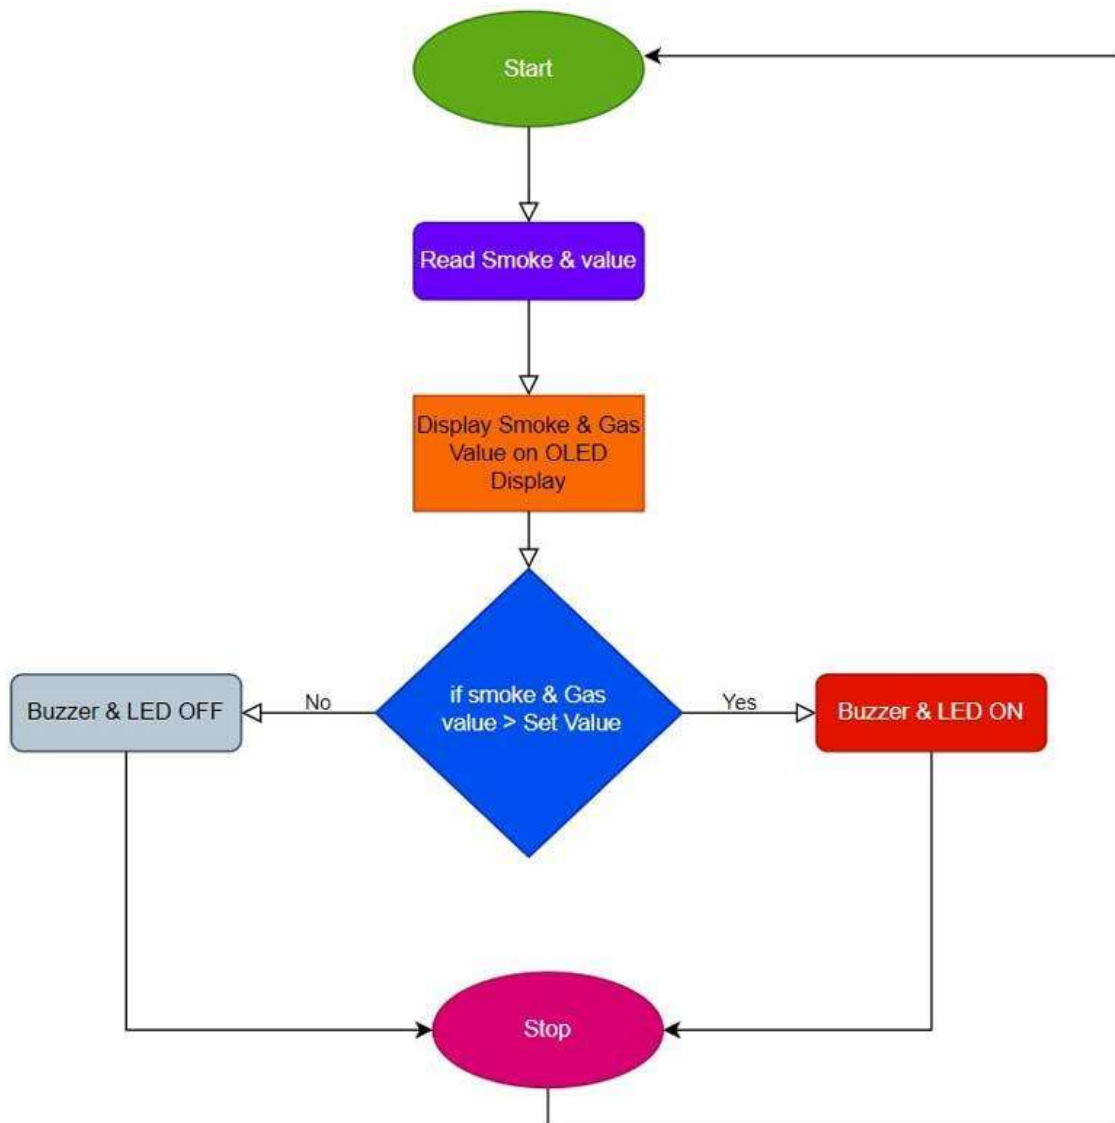 Start
Read Smoke & value
Display Smoke & Gas
Value on OLED
Display
if smoke & Gas
value > Set Value
No
Yes
Buzzer & LED OFF
Buzzer & LED ON
Stop